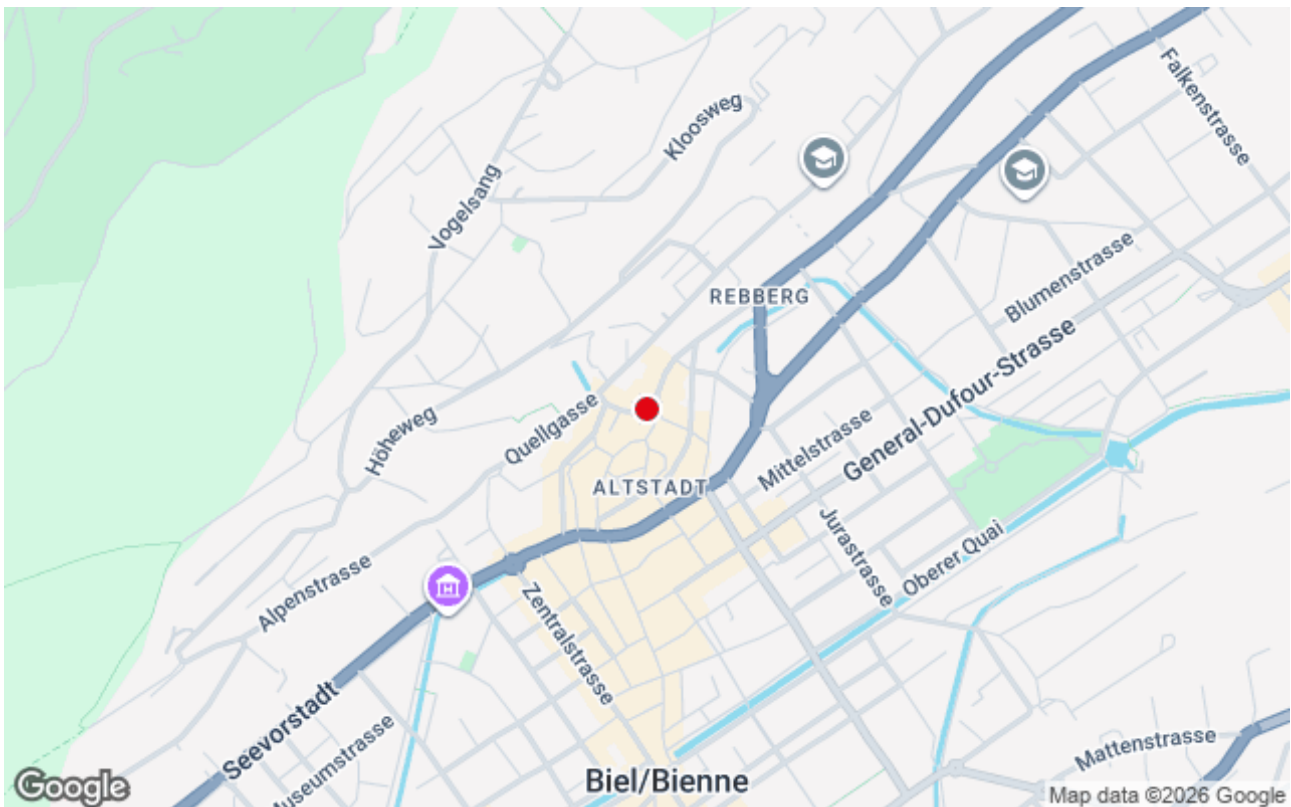 Falkenstrasse
Kloosweg
Vogelsang
Blumenstrasse
REBBERG
General-Dufour-Strasse
Höheweg
Quellgasse
Mittelstrasse
ALTSTADT
Jurastrasse
Oberer Quai
Alpenstrasse
Zentralstrasse
Seevorstadt
Museumstrasse
Mattenstrasse
Biel/Bienne
Google
Map data ©2026 Google